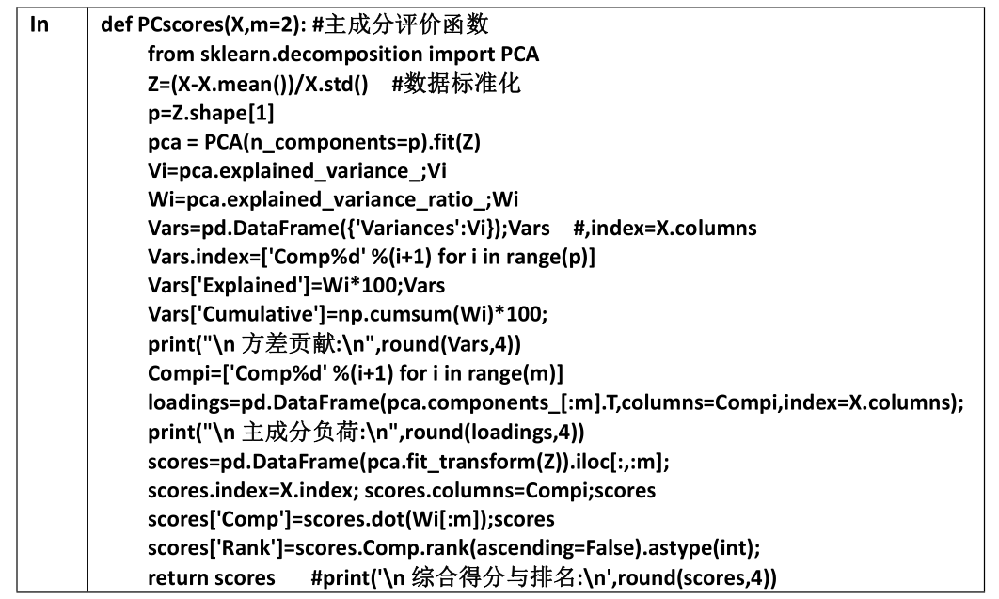 In
def PCscores(X,m=2): #主成分评价函数
from sklearn.decomposition import PCA
Z=(X-X.mean())/X.std() #数据标准化
p=Z.shape[1]
pca = PCA(n_components=p).fit(Z)
Vi=pca.explained_variance_;Vi
Wi=pca.explained_variance_ratio_;Wi
Vars=pd.DataFrame({'Variances':Vi});Vars #,index=X.columns
Vars.index=['Comp%d' %(i+1) for i in range(p)]
Vars['Explained']=Wi*100;Vars
Vars['Cumulative']=np.cumsum(Wi)*100;
print("\n 方差贡献:\n",round(Vars,4))
Compi=['Comp%d' %(i+1) for i in range(m)]
loadings=pd.DataFrame(pca.components_[:m].T,columns=Compi,index=X.columns);
print("\n 主成分负荷:\n",round(loadings,4))
scores=pd.DataFrame(pca.fit_transform(Z)).iloc[:,:m];
scores.index=X.index; scores.columns=Compi;scores
scores['Comp']=scores.dot(Wi[:m]);scores
scores['Rank']=scores.Comp.rank(ascending=False).astype(int);
return scores #print('\n 综合得分与排名:\n',round(scores,4))